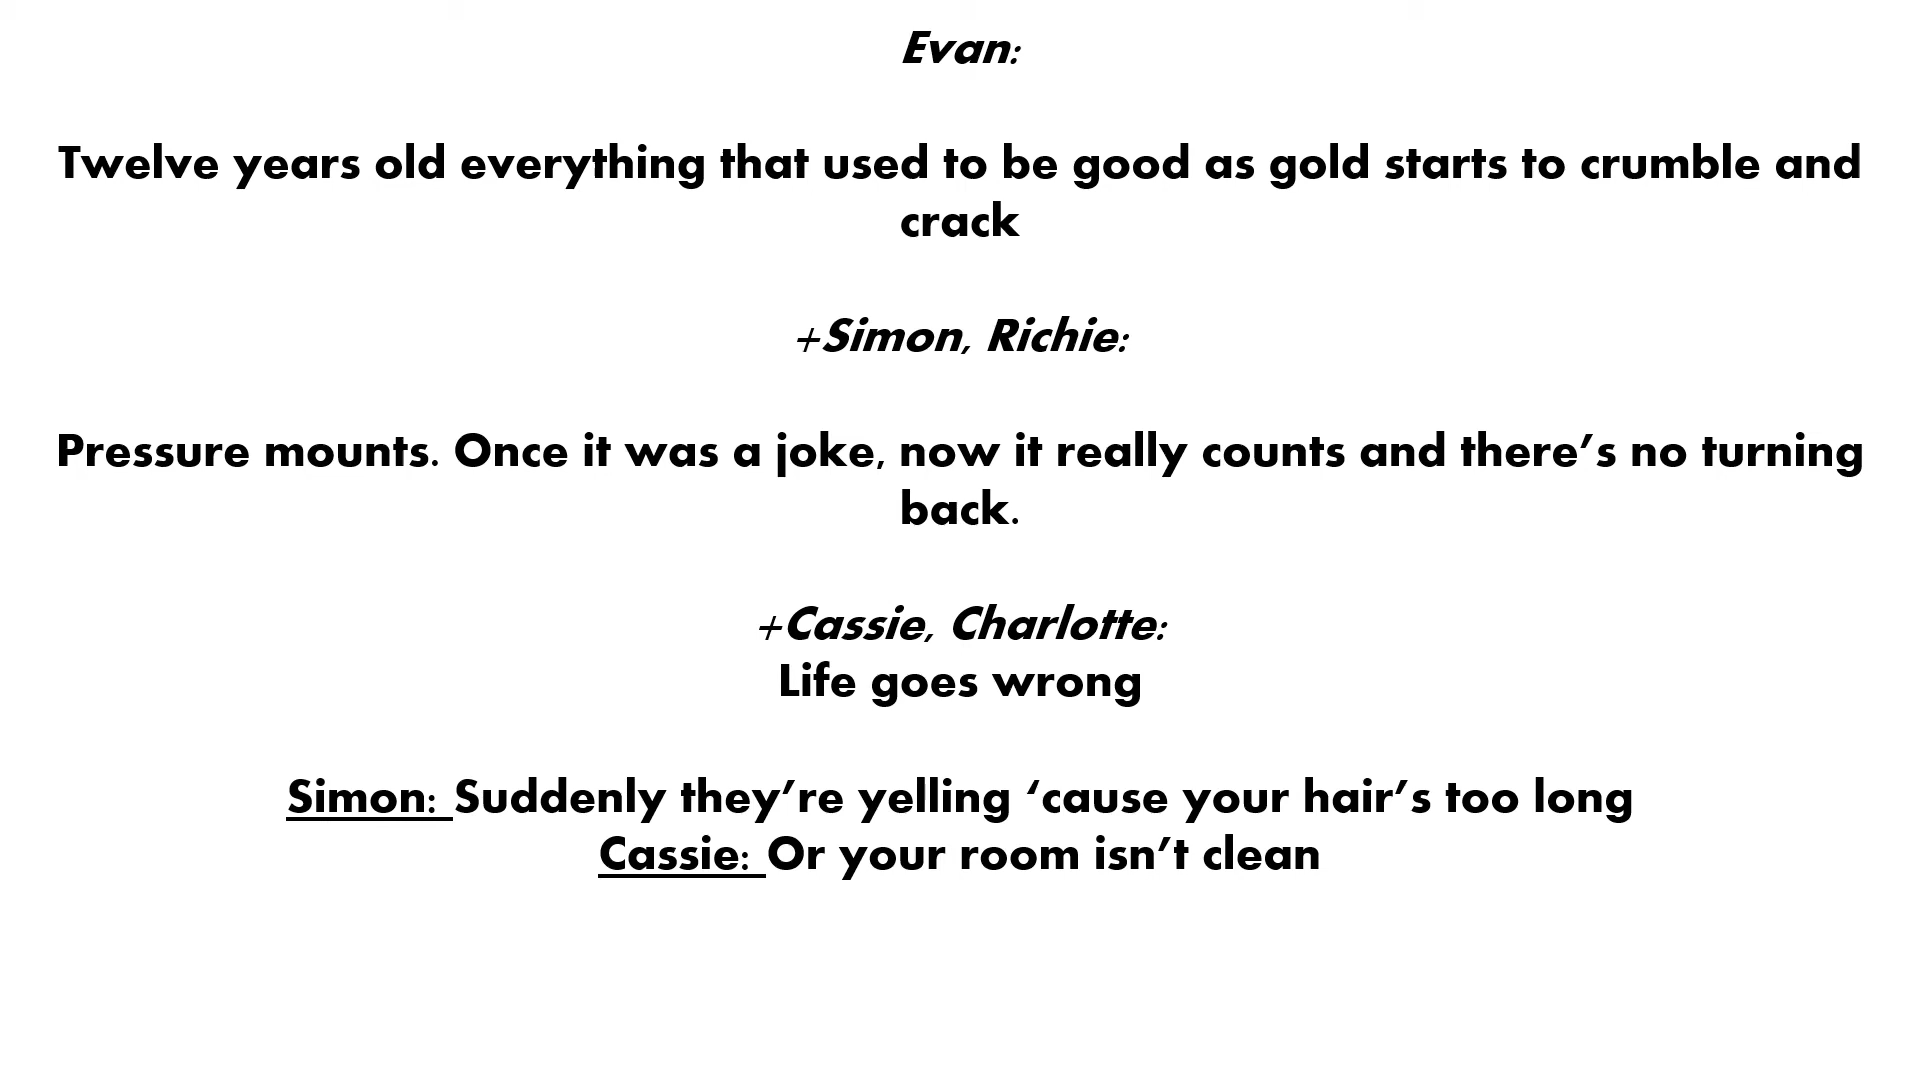 Evan:
Twelve years old everything that used to be good as gold starts to crumble and
crack
+Simon, Richie:
Pressure mounts. Once it was a joke, now it really counts and there’s no turning
back.
+Cassie, Charlotte:
Life goes wrong
Simon: Suddenly they’re yelling ‘cause your hair’s too long
Cassie: Or your room isn’t clean